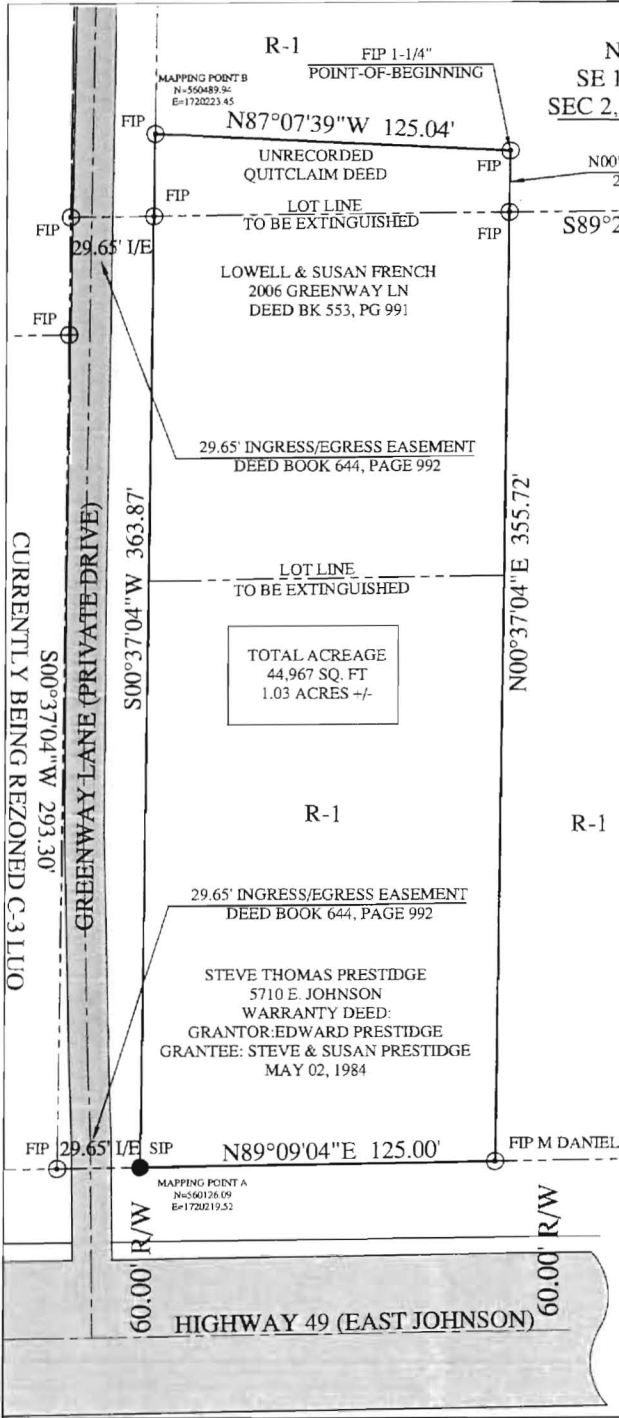 R-1
FIP 1-1/4"
POINT-OF-BEGINNING
N
SE 1
SEC 2,
MAPPING POINT B
N=560489.94
E=1720223.45
FIP
N87°07'39"W 125.04'
FIP
N00°
2
UNRECORDED
QUITCLAIM DEED
FIP
LOT LINE
TO BE EXTINGUISHED
FIP
FIP
S89°2
29.65' I/E
LOWELL & SUSAN FRENCH
2006 GREENWAY LN
DEED BK 553, PG 991
FIP
29.65' INGRESS/EGRESS EASEMENT
DEED BOOK 644, PAGE 992
S00°37'04"W 363.87'
N00°37'04"E 355.72'
LOT LINE
TO BE EXTINGUISHED
CURRENTLY BEING REZONED C-3 LUO
S00°37'04"W 293.30'
GREENWAY LANE (PRIVATE DRIVE)
TOTAL ACREAGE
44,967 SQ. FT
1.03 ACRES +/-
R-1
R-1
29.65' INGRESS/EGRESS EASEMENT
DEED BOOK 644, PAGE 992
STEVE THOMAS PRESTIDGE
5710 E. JOHNSON
WARRANTY DEED:
GRANTOR:EDWARD PRESTIDGE
GRANTEE: STEVE & SUSAN PRESTIDGE
MAY 02, 1984
FIP
29.65' I/E
SIP
N89°09'04"E 125.00'
FIP M DANIEL
MAPPING POINT A
N=560126.09
E=1720219.52
60.00' R/W
60.00' R/W
HIGHWAY 49 (EAST JOHNSON)